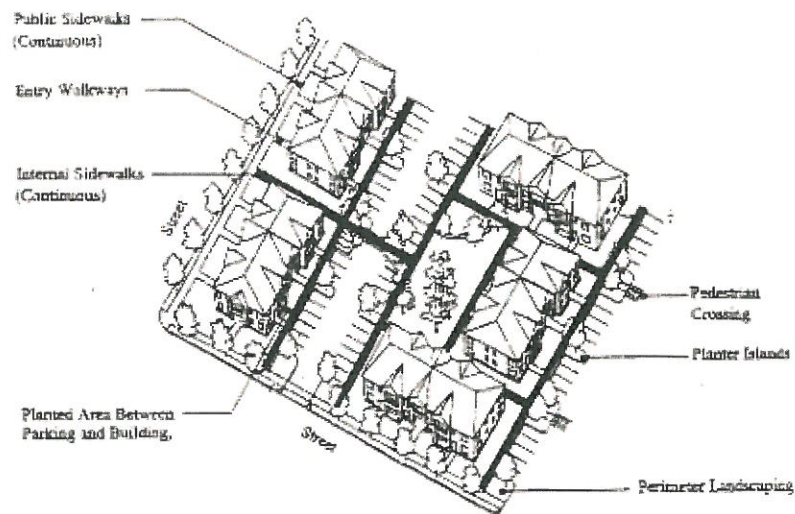 Public Sidewalks
(Continuous)
Entry Walkways
Internal Sidewalks
(Continuous)
Street
Pedestrian
Crossing
Planter Islands
Planted Area Between
Parking and Building,
Street
Perimeter Landscaping